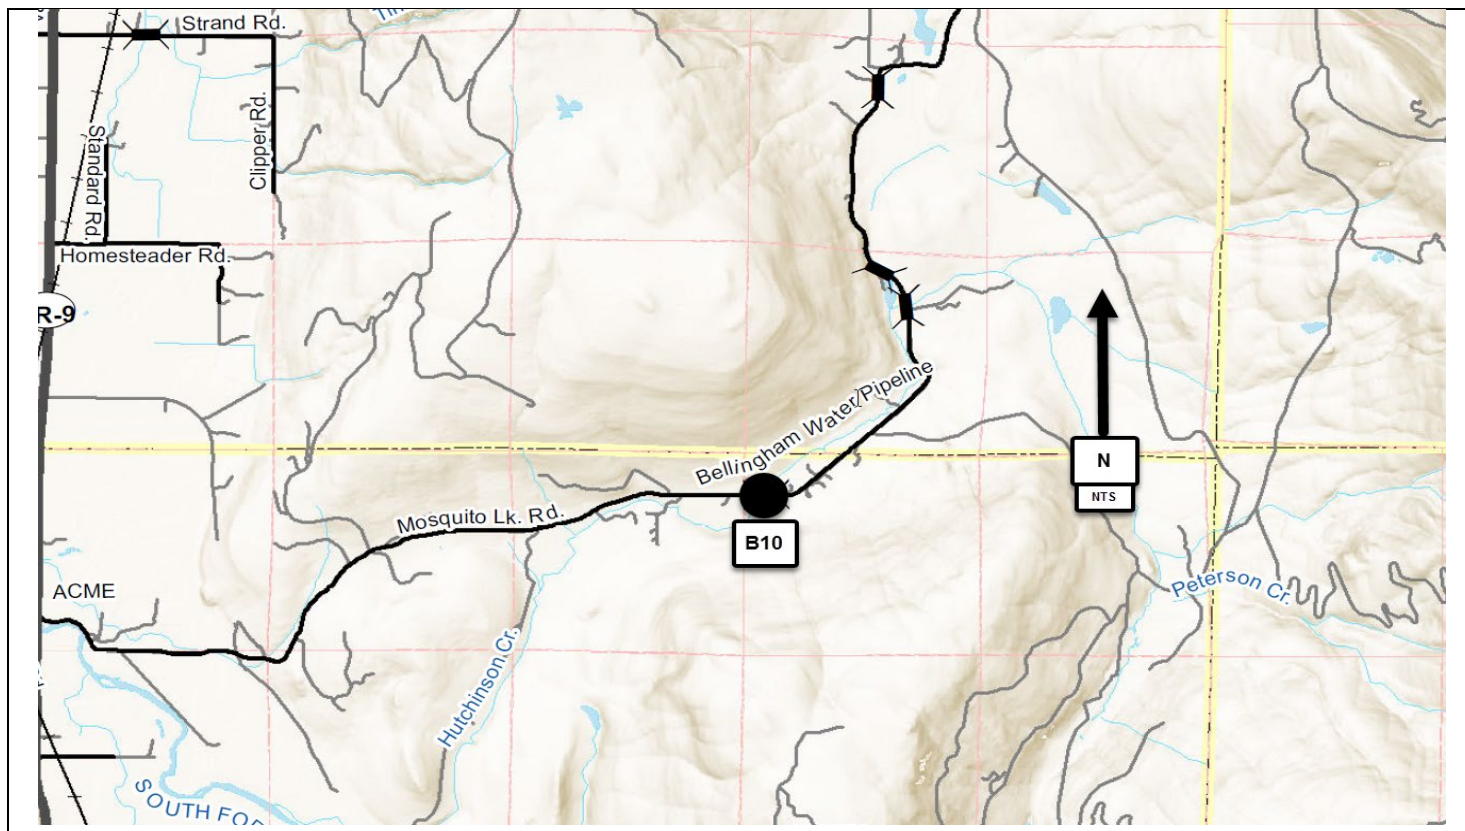 Strand Rd.
Clipper Rd.
Standard Rd.
Homesteader Rd.
R-9
Bellingham Water Pipeline
N
NTS
Mosquito Lk. Rd.
B10
ACME
Peterson Cr.
Hutchinson Cr.
SOUTH FOR